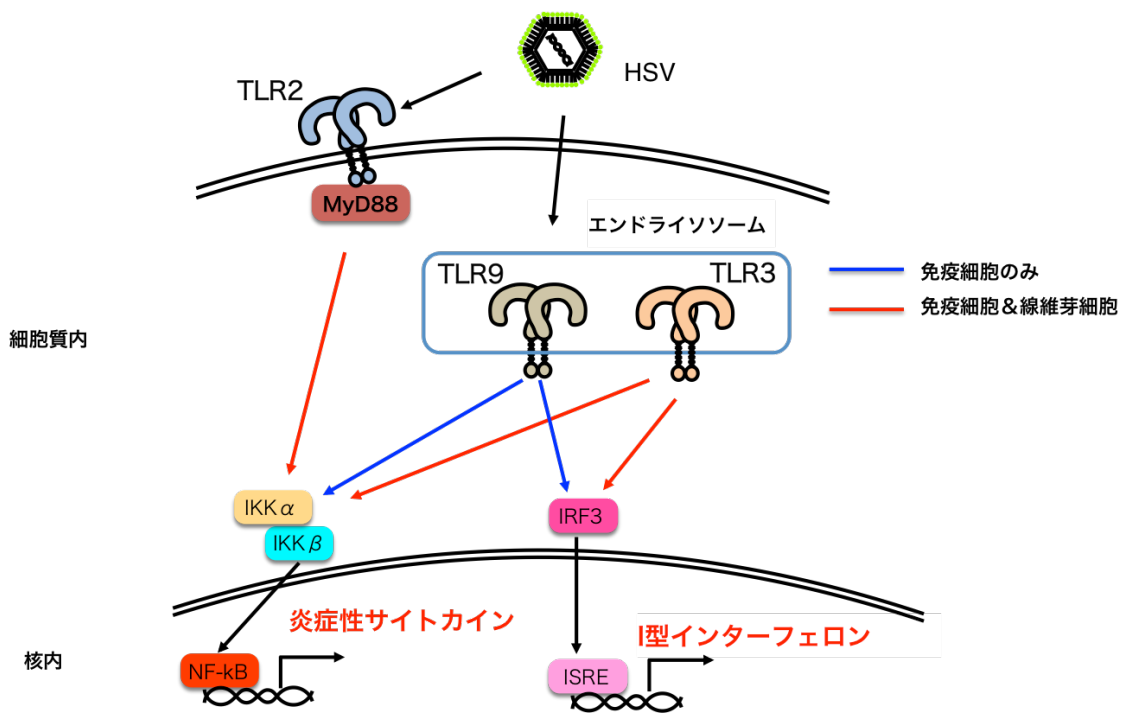 HSV
TLR2
MyD88
エンドライソソーム
TLR9
TLR3
免疫細胞のみ
免疫細胞＆線維芽細胞
細胞質内
IKKα
IKKβ
IRF3
炎症性サイトカイン
I型インターフェロン
核内
NF-kB
ISRE